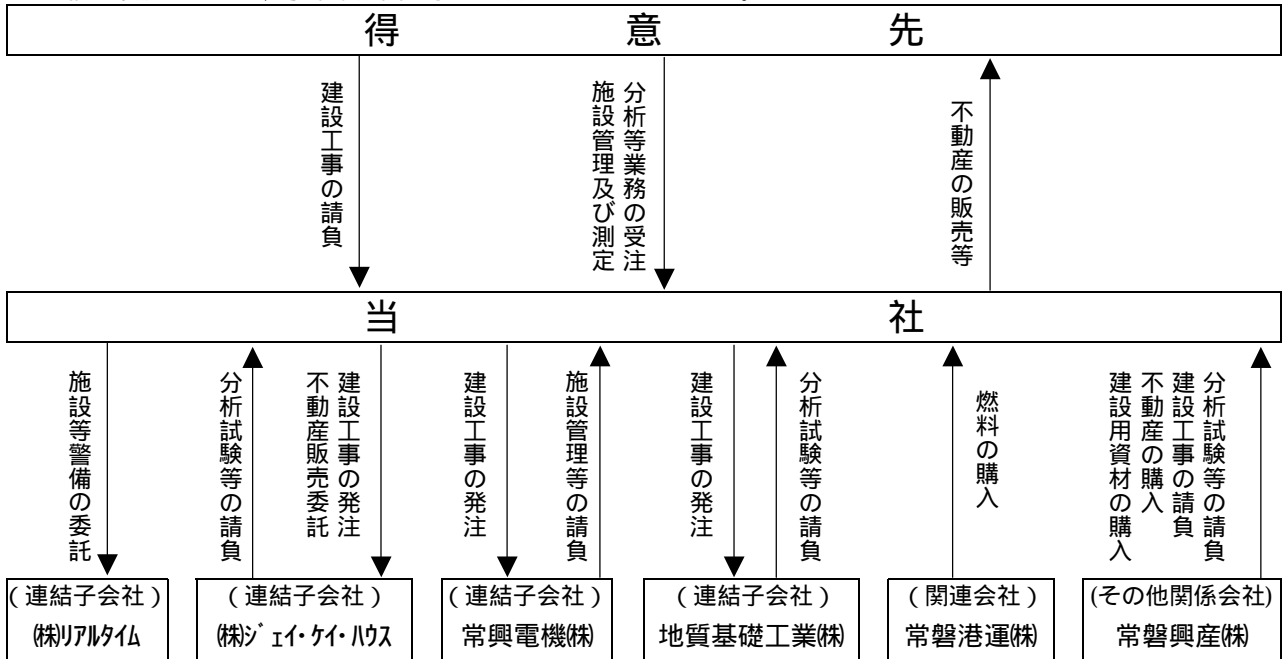 得意先
建設工事の請負
施設管理及び測定
分析等業務の受注
不動産の販売等
当社
施設等警備の委託
分析試験等の請負
不動産販売委託
建設工事の発注
建設工事の発注
施設管理等の請負
建設工事の発注
分析試験等の請負
燃料の購入
建設用資材の購入
不動産の購入
建設工事の請負
分析試験等の請負
(連結子会社)
㈱リアルタイム
(連結子会社)
㈱ジェイ・ケイ・ハウス
(連結子会社)
常興電機㈱
(連結子会社)
地質基礎工業㈱
(関連会社)
常磐港運㈱
(その他関係会社)
常磐興産㈱